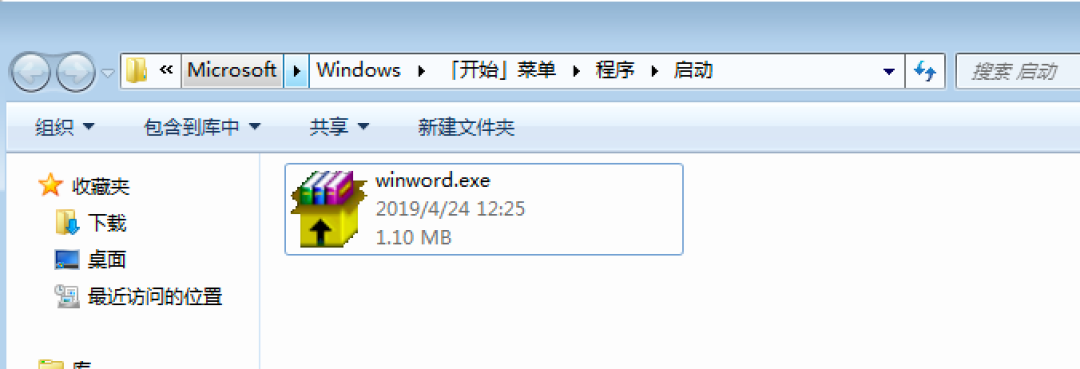 « Microsoft Windows 「开始」菜单 程序 启动 搜索 启动
组织 包含到库中 共享 新建文件夹
收藏夹
下载
桌面
最近访问的位置
库
winword.exe
2019/4/24 12:25
1.10 MB